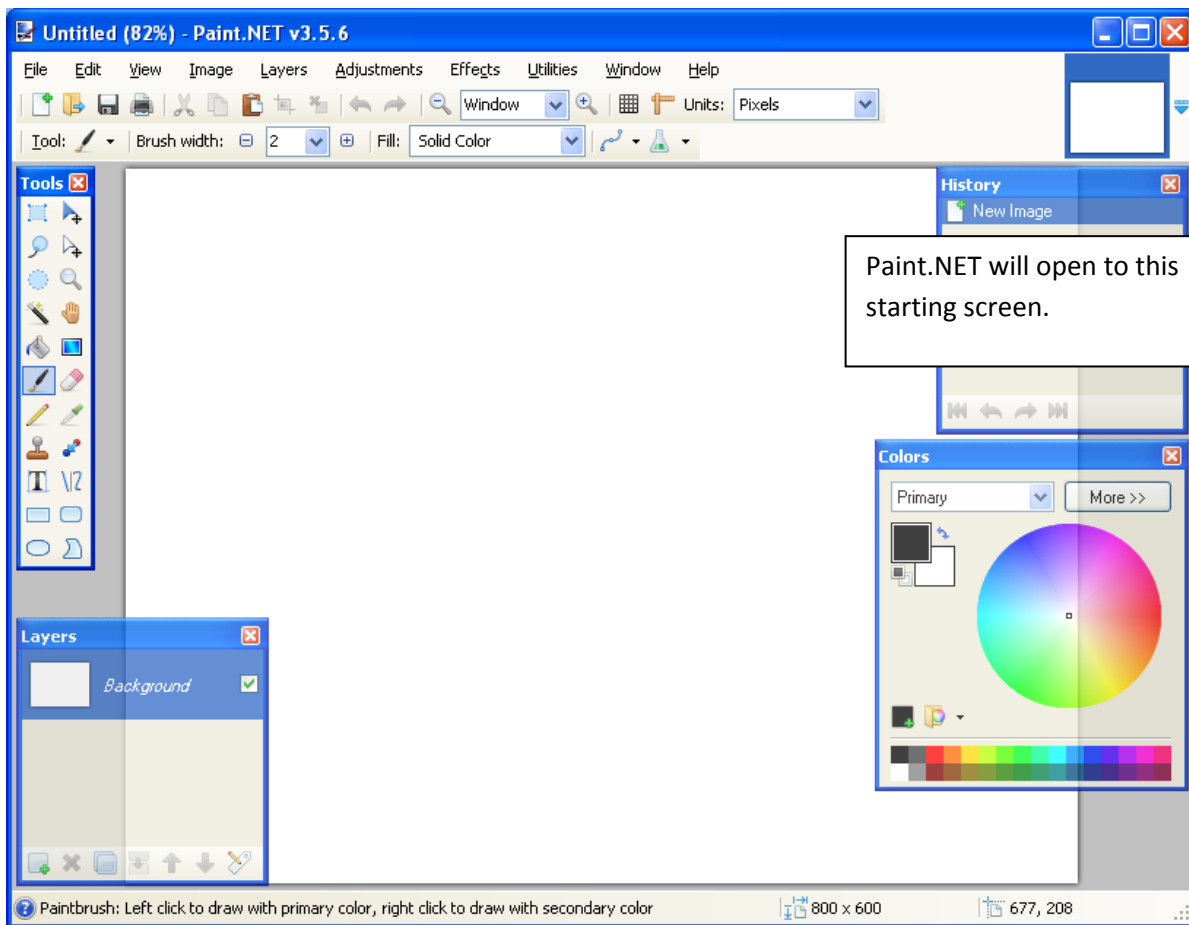 Untitled (82%) - Paint.NET v3.5.6
File Edit View Image Layers Adjustments Effects Utilities Window Help
Window Units: Pixels
Tool: Brush width: 2 Fill: Solid Color
Tools
History
New Image
Paint.NET will open to this
starting screen.
Colors
Primary More >>
Layers
Background
Paintbrush: Left click to draw with primary color, right click to draw with secondary color 800 x 600 677, 208